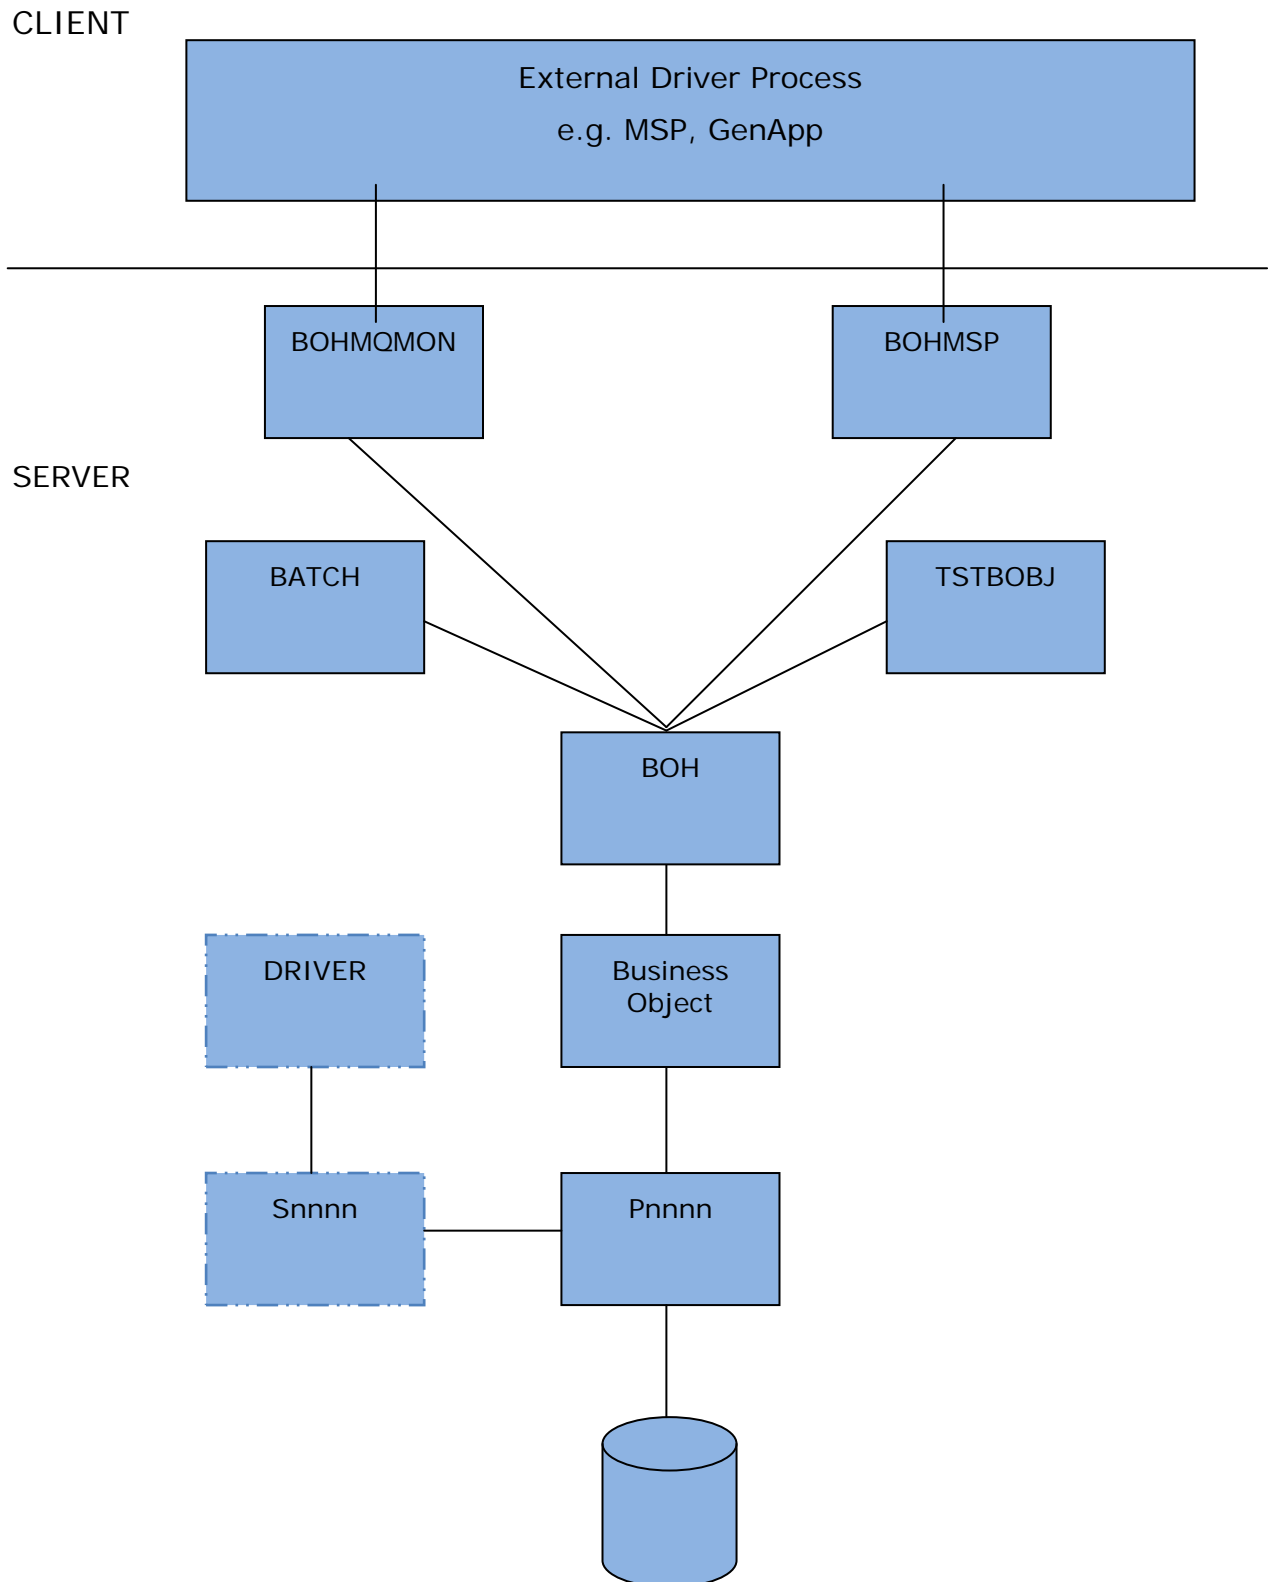 CLIENT
External Driver Process
e.g. MSP, GenApp
BOHMQMON
BOHMSP
SERVER
BATCH
TSTBOBJ
BOH
DRIVER
Business
Object
Snnnn
Pnnnn